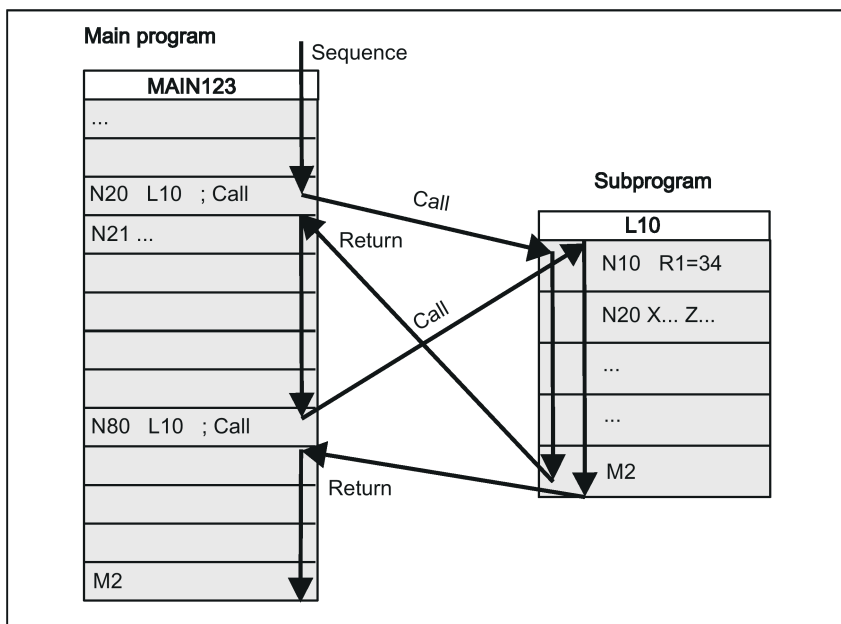 Main program
Sequence
MAIN123
...
N20 L10 ; Call
N21 ...
N80 L10 ; Call
M2
Call
Return
Call
Return
Subprogram
L10
N10 R1=34
N20 X... Z...
...
...
M2